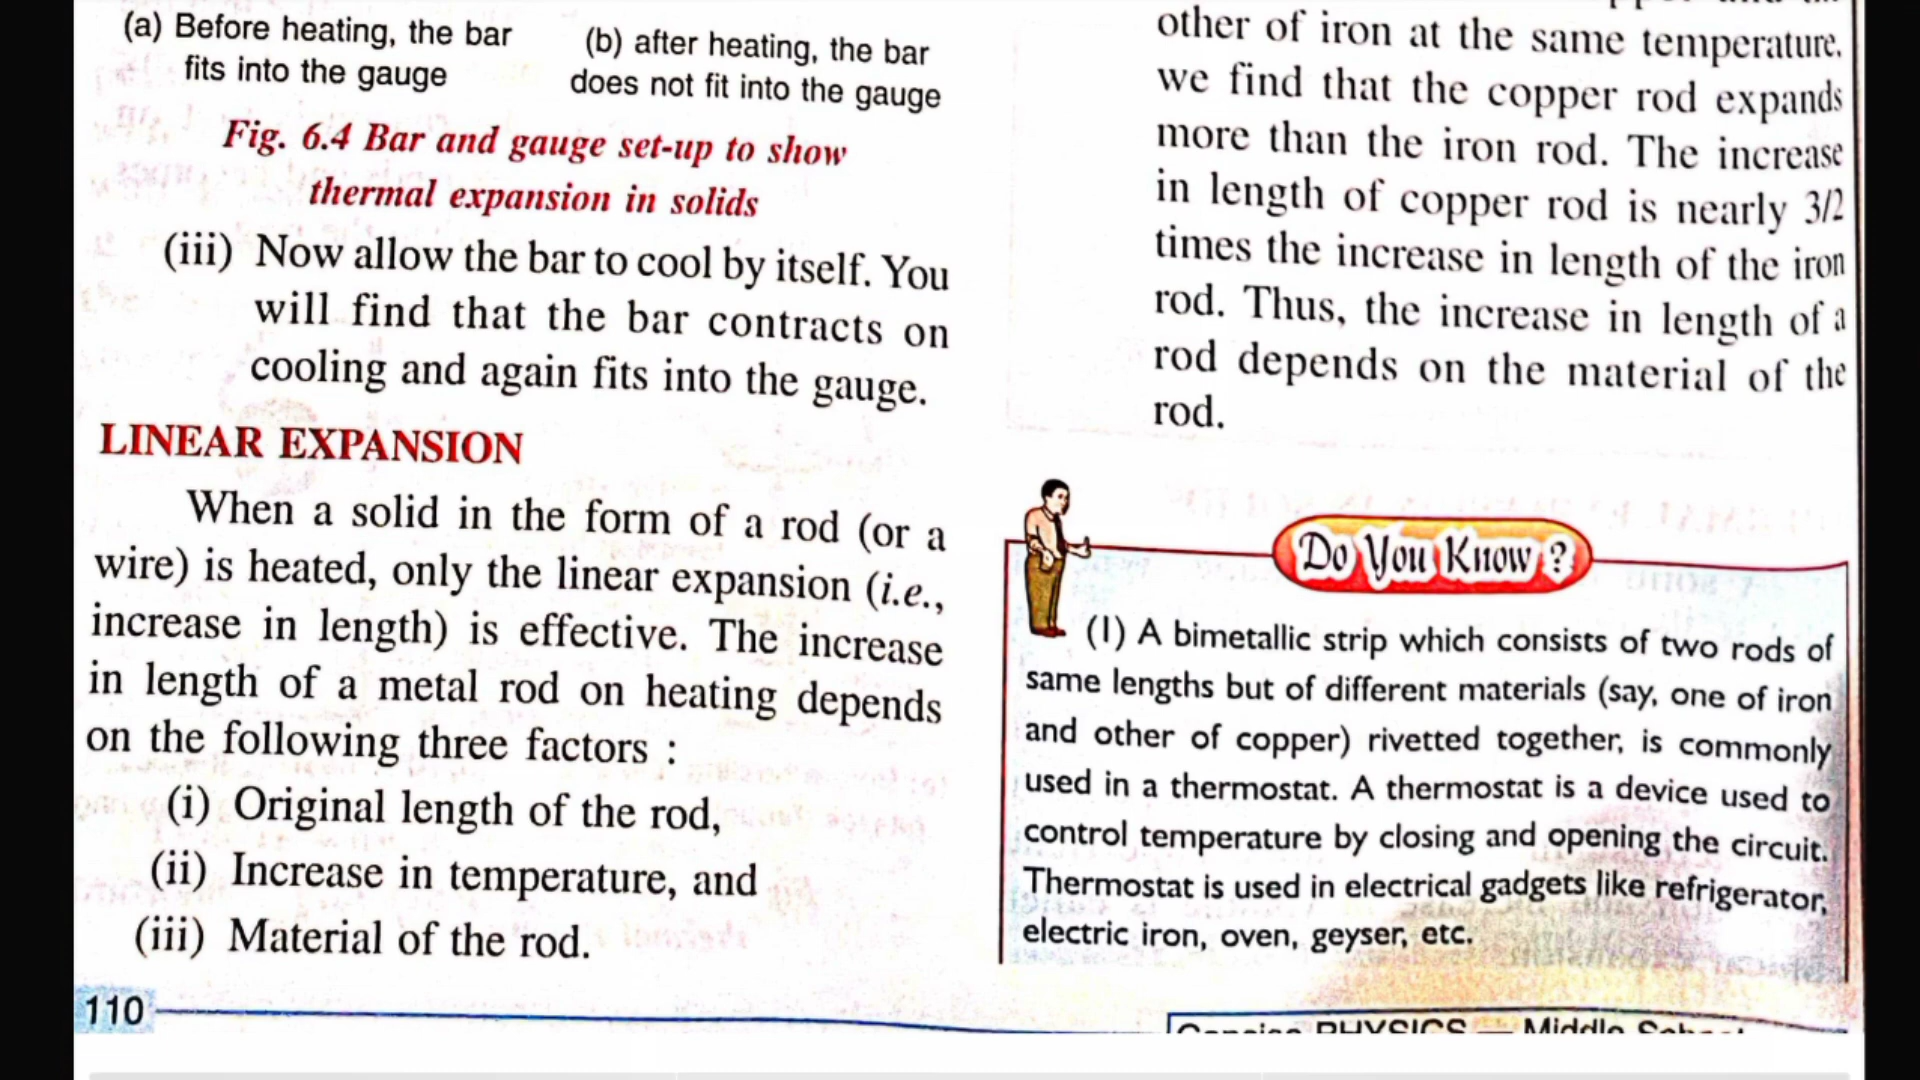 (a) Before heating, the bar
fits into the gauge
(b) after heating, the bar
does not fit into the gauge
Fig. 6.4 Bar and gauge set-up to show
thermal expansion in solids
(iii) Now allow the bar to cool by itself. You
will find that the bar contracts on
cooling and again fits into the gauge.
LINEAR EXPANSION
When a solid in the form of a rod (or a
wire) is heated, only the linear expansion (i.e.,
increase in length) is effective. The increase
in length of a metal rod on heating depends
on the following three factors :
(i) Original length of the rod,
(ii) Increase in temperature, and
(iii) Material of the rod.
110
other of iron at the same temperature.
we find that the copper rod expands
more than the iron rod. The increase
in length of copper rod is nearly 3/2
times the increase in length of the iron
rod. Thus, the increase in length of a
rod depends on the material of the
rod.
Do You Know ?
(1) A bimetallic strip which consists of two rods of
same lengths but of different materials (say, one of iron
and other of copper) rivetted together, is commonly
used in a thermostat. A thermostat is a device used to
control temperature by closing and opening the circuit.
Thermostat is used in electrical gadgets like refrigerator,
electric iron, oven, geyser, etc.
Concise PHYSICS — Middle School